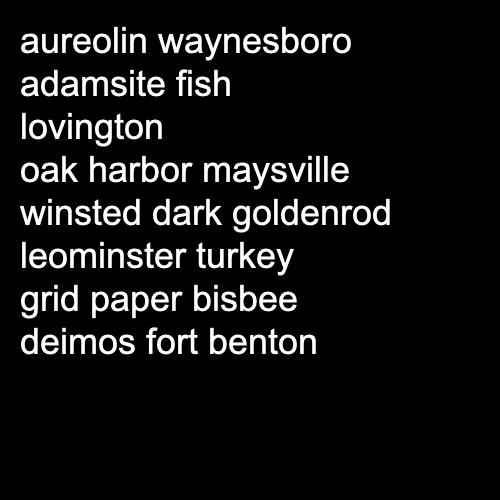 aureolin waynesboro
adamsite fish
lovington
oak harbor maysville
winsted dark goldenrod
leominster turkey
grid paper bisbee
deimos fort benton